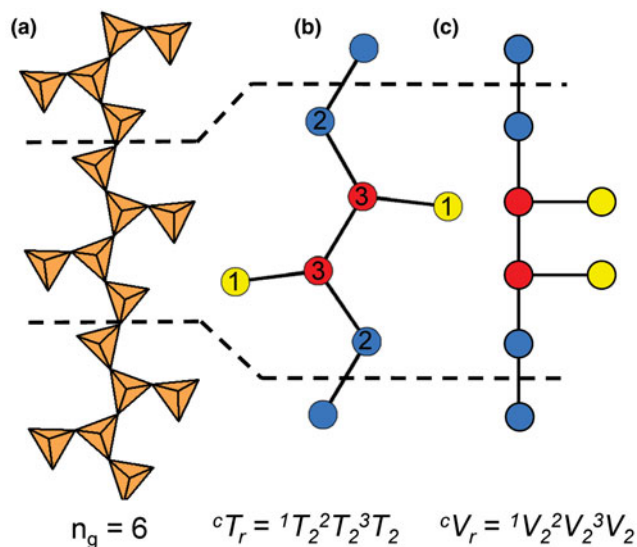 (a) (b) (c)
2
3 1
1 3
2
n_g = 6 ^cT_r = ^1T_2^2T_2^3T_2 ^cV_r = ^1V_2^2V_2^3V_2